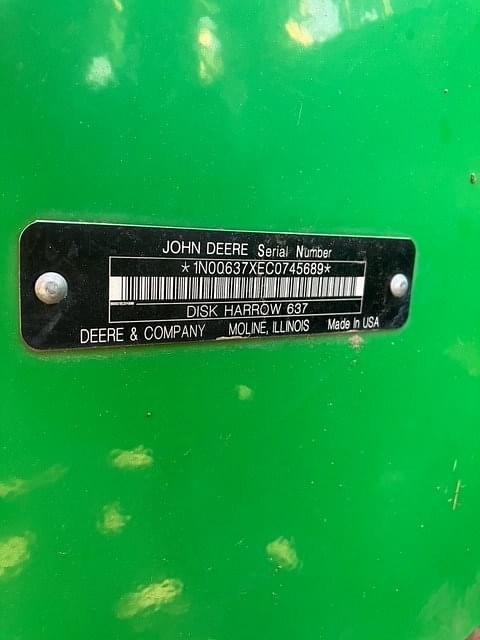 JOHN DEERE Serial Number
*1N00637XEC0745689*
DISK HARROW 637
DEERE & COMPANY MOLINE, ILLINOIS Made In USA